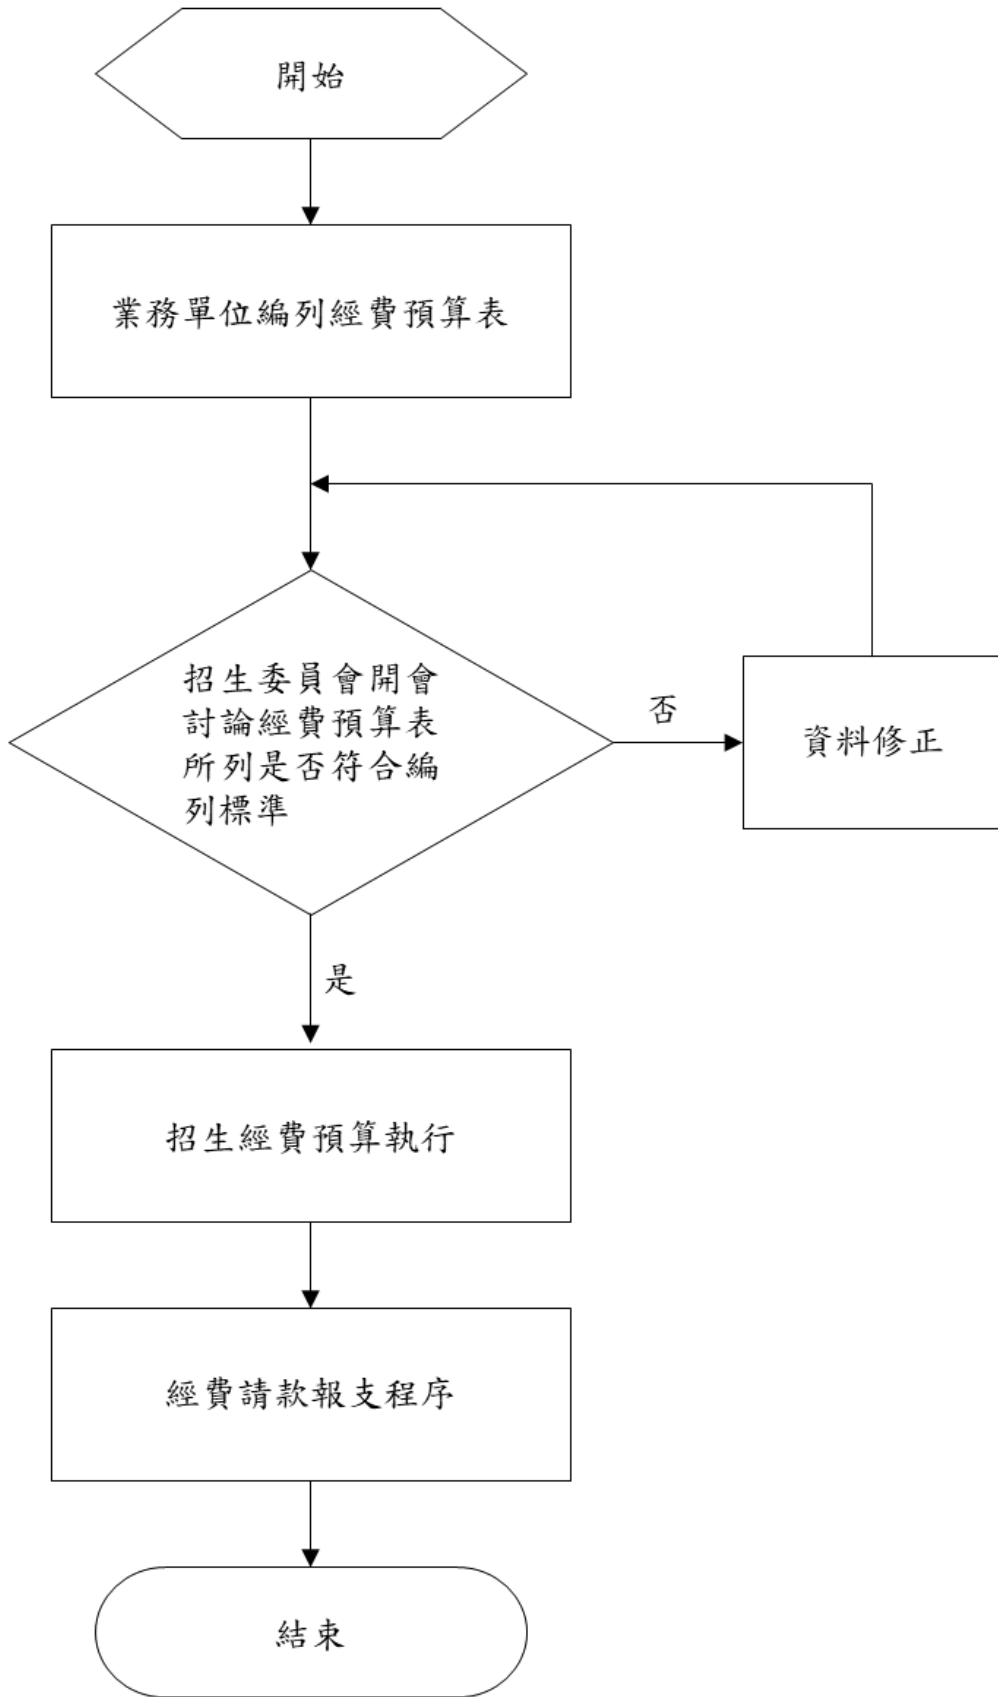 開始
業務單位編列經費預算表
招生委員會開會
討論經費預算表
所列是否符合編
列標準
否
資料修正
是
招生經費預算執行
經費請款報支程序
結束